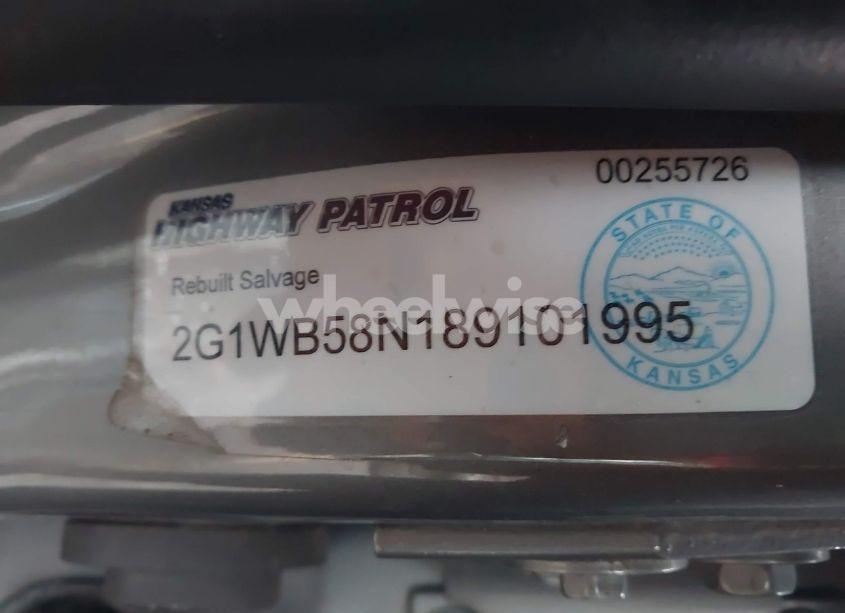 00255726
KANSAS
HIGHWAY PATROL
Rebuilt Salvage
wheelwise
2G1WB58N189101995
STATE OF
KANSAS